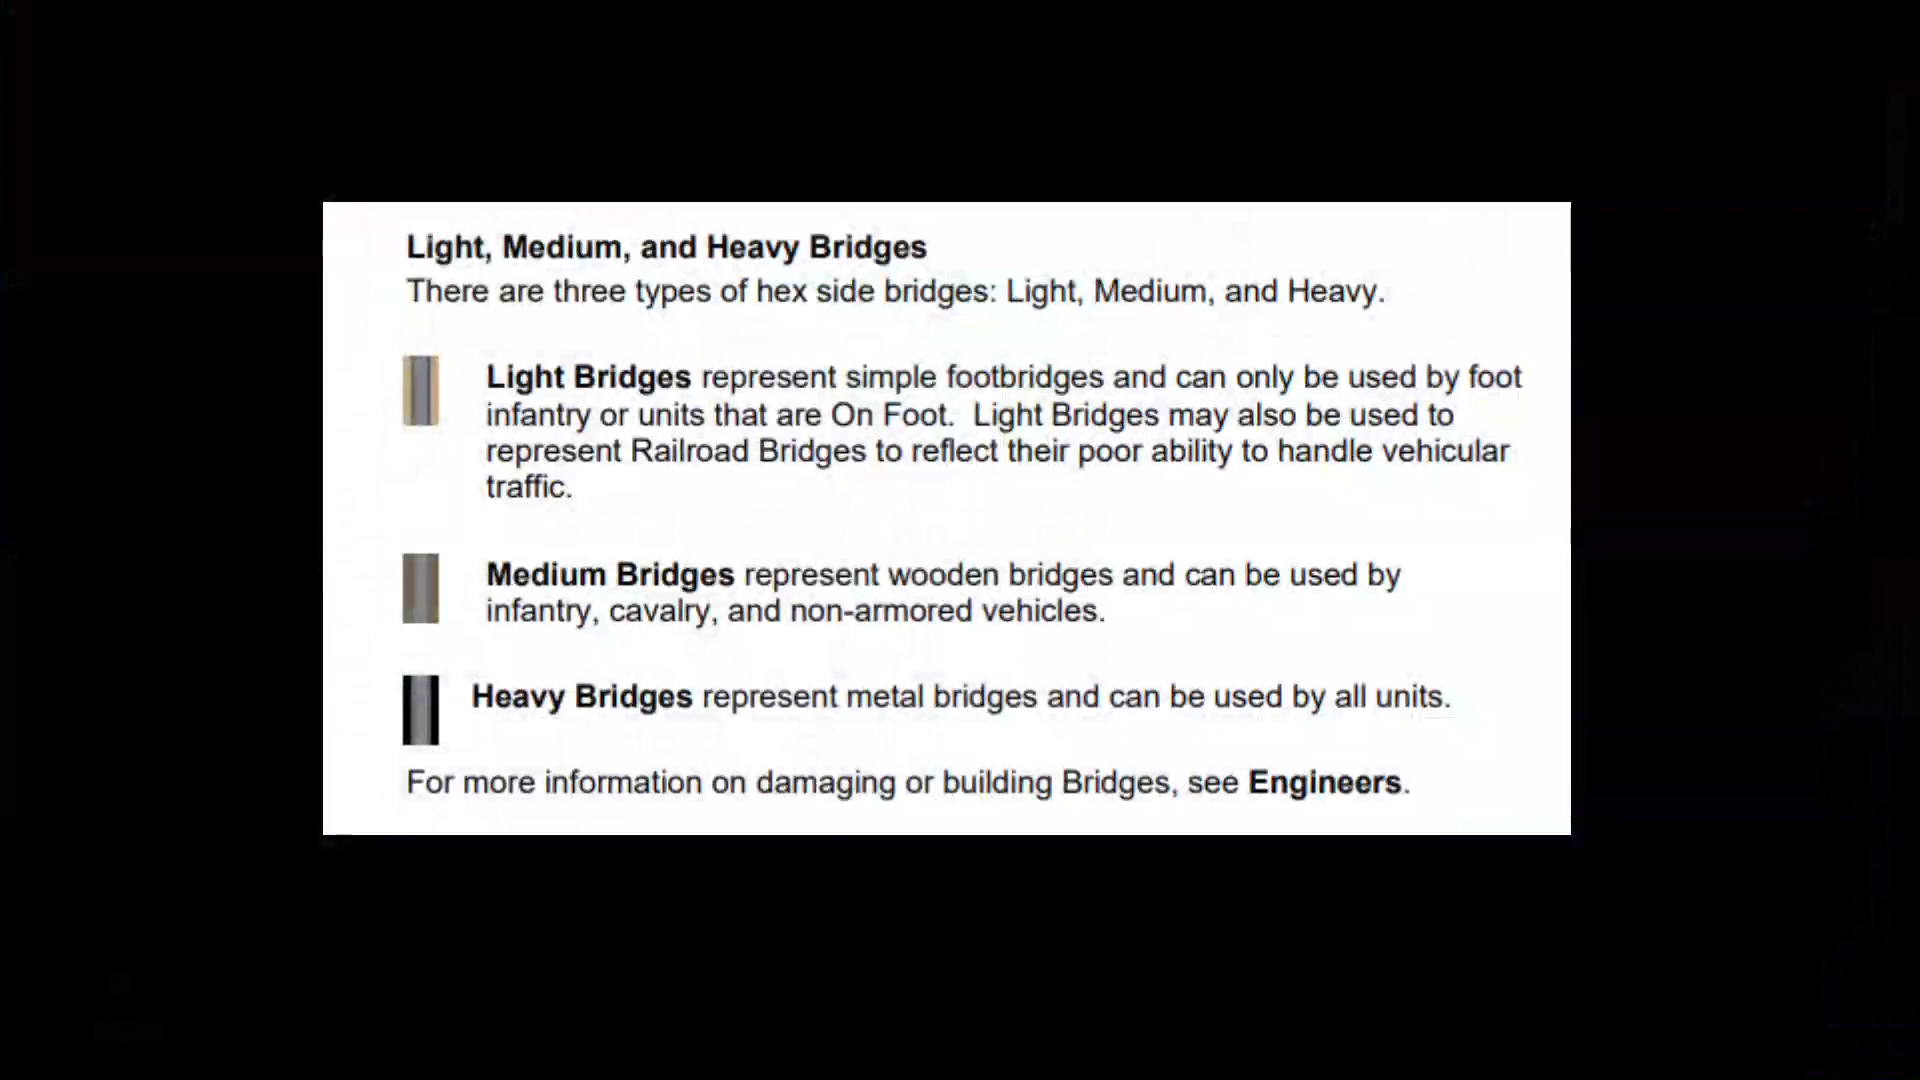 Light, Medium, and Heavy Bridges
There are three types of hex side bridges: Light, Medium, and Heavy.
Light Bridges represent simple footbridges and can only be used by foot
infantry or units that are On Foot.  Light Bridges may also be used to
represent Railroad Bridges to reflect their poor ability to handle vehicular
traffic.
Medium Bridges represent wooden bridges and can be used by
infantry, cavalry, and non-armored vehicles.
Heavy Bridges represent metal bridges and can be used by all units.
For more information on damaging or building Bridges, see Engineers.